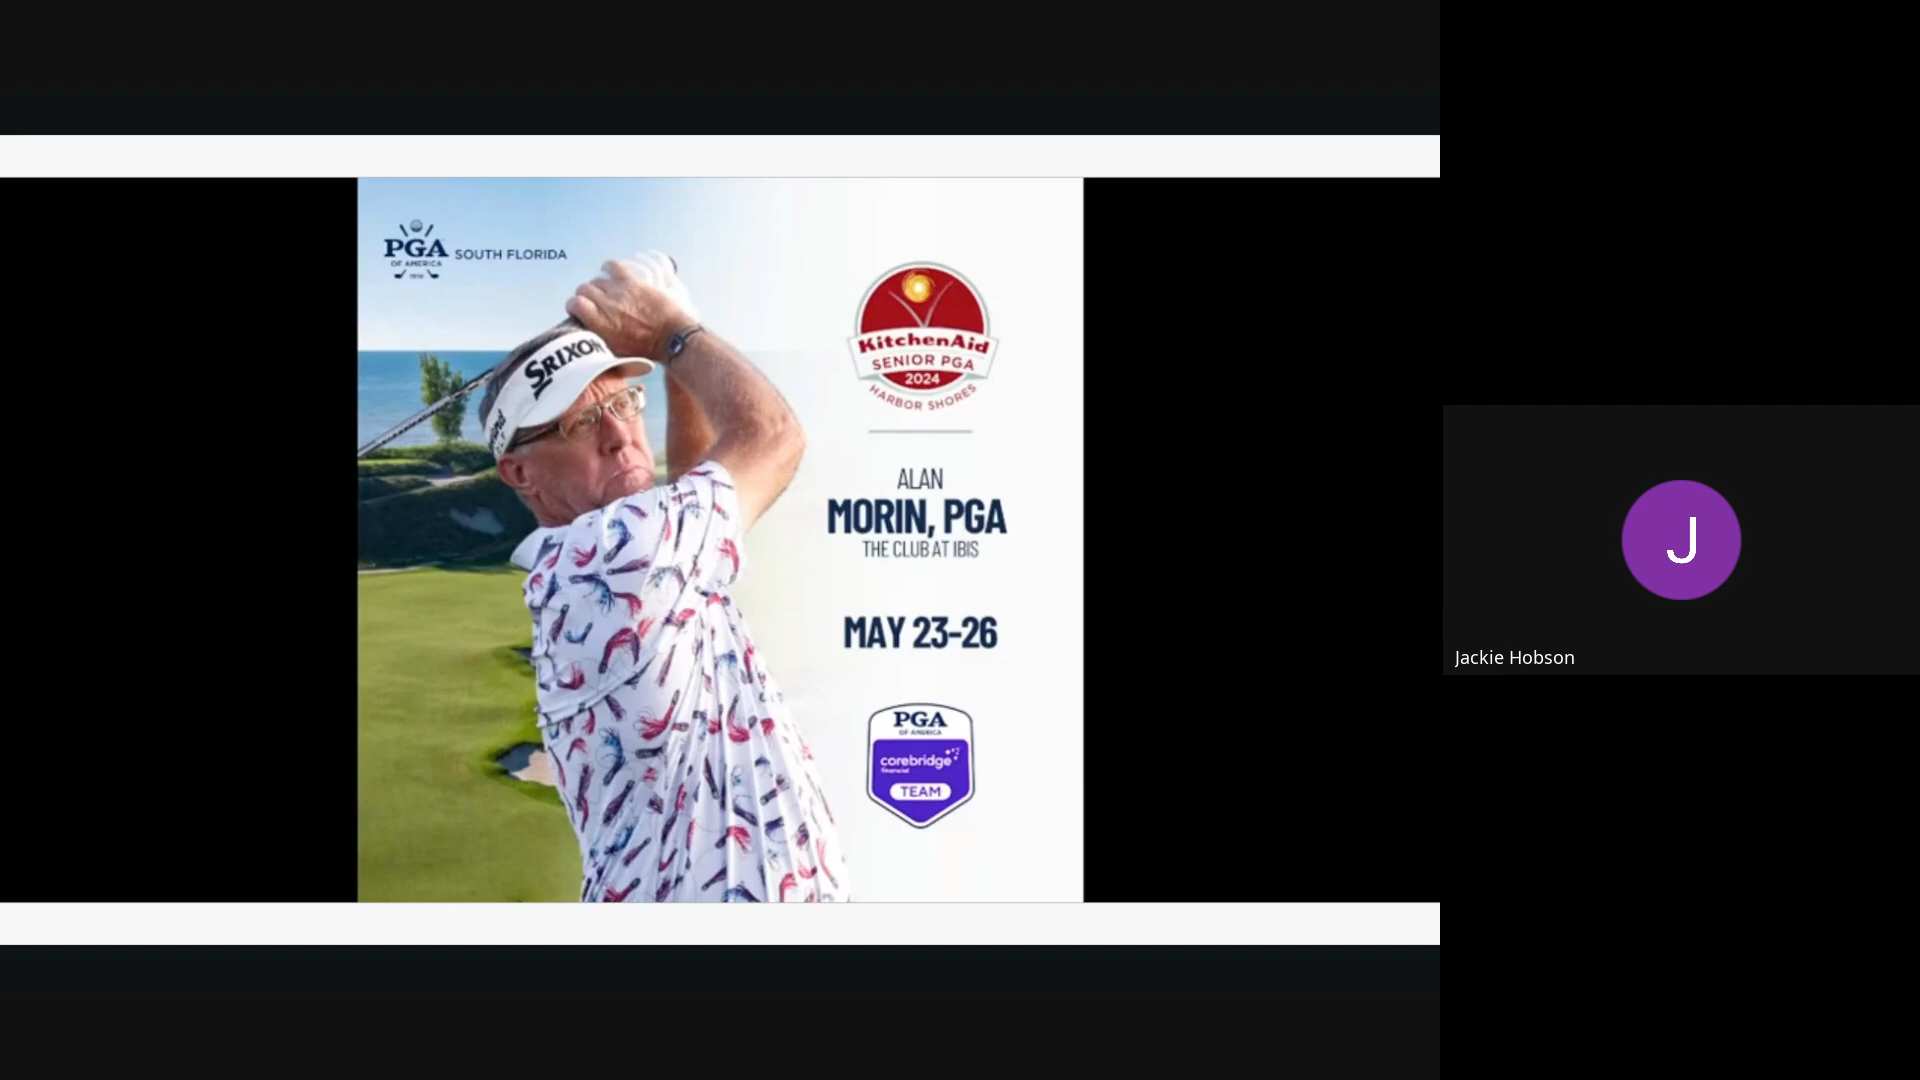 PGA
OF AMERICA
1916
SOUTH FLORIDA
SRIXON
KitchenAid
SENIOR PGA
2024
HARBOR SHORES
ALAN
MORIN, PGA
THE CLUB AT IBIS
MAY 23-26
PGA
OF AMERICA
corebridge
financial
TEAM
J
Jackie Hobson